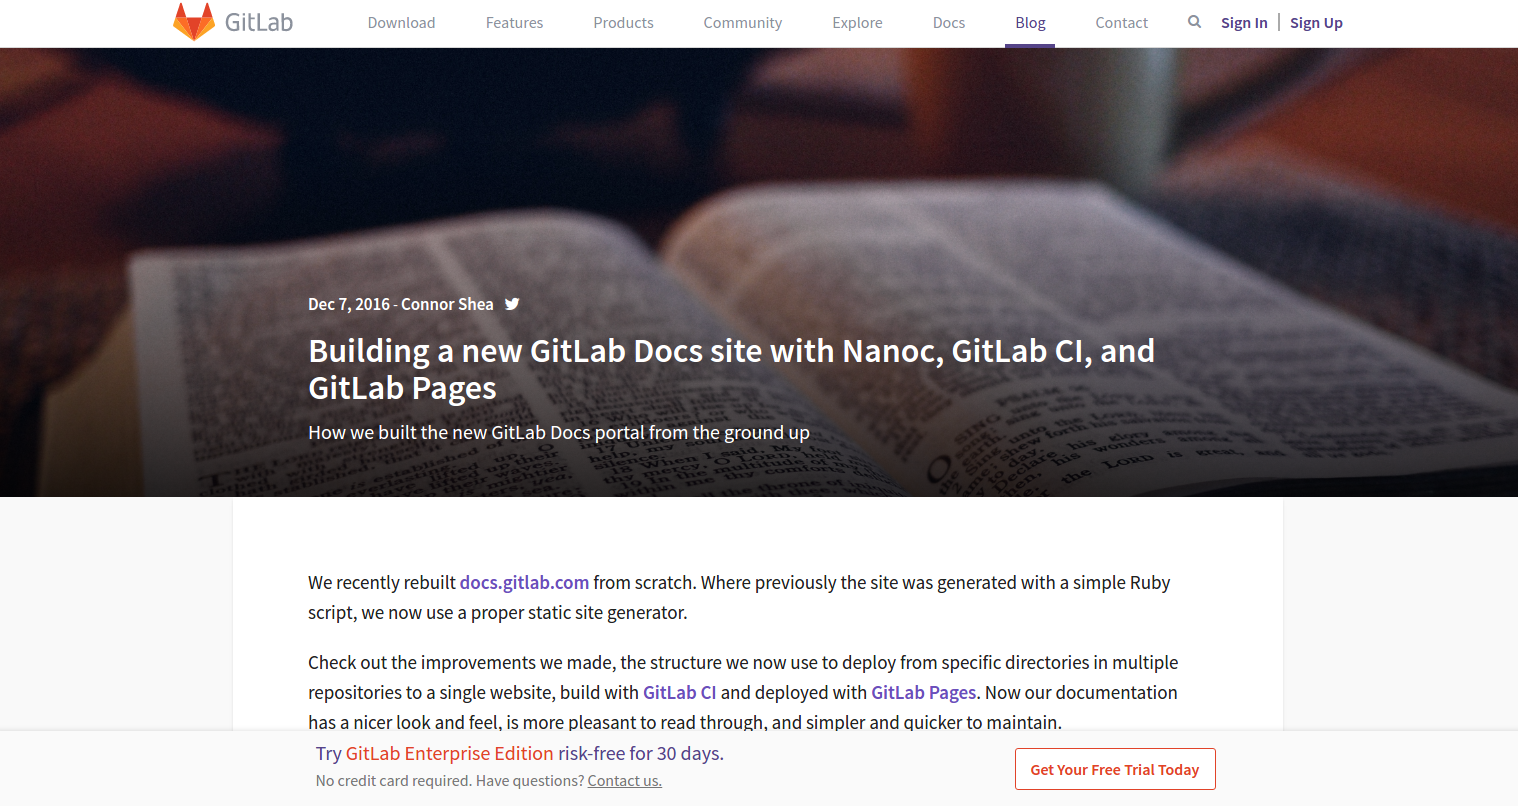 GitLab
Download Features Products Community Explore Docs Blog Contact Sign In Sign Up
Dec 7, 2016 - Connor Shea
Building a new GitLab Docs site with Nanoc, GitLab CI, and
GitLab Pages
How we built the new GitLab Docs portal from the ground up
We recently rebuilt docs.gitlab.com from scratch. Where previously the site was generated with a simple Ruby
script, we now use a proper static site generator.
Check out the improvements we made, the structure we now use to deploy from specific directories in multiple
repositories to a single website, build with GitLab CI and deployed with GitLab Pages. Now our documentation
has a nicer look and feel, is more pleasant to read through, and simpler and quicker to maintain.
Try GitLab Enterprise Edition risk-free for 30 days.
No credit card required. Have questions? Contact us.
Get Your Free Trial Today